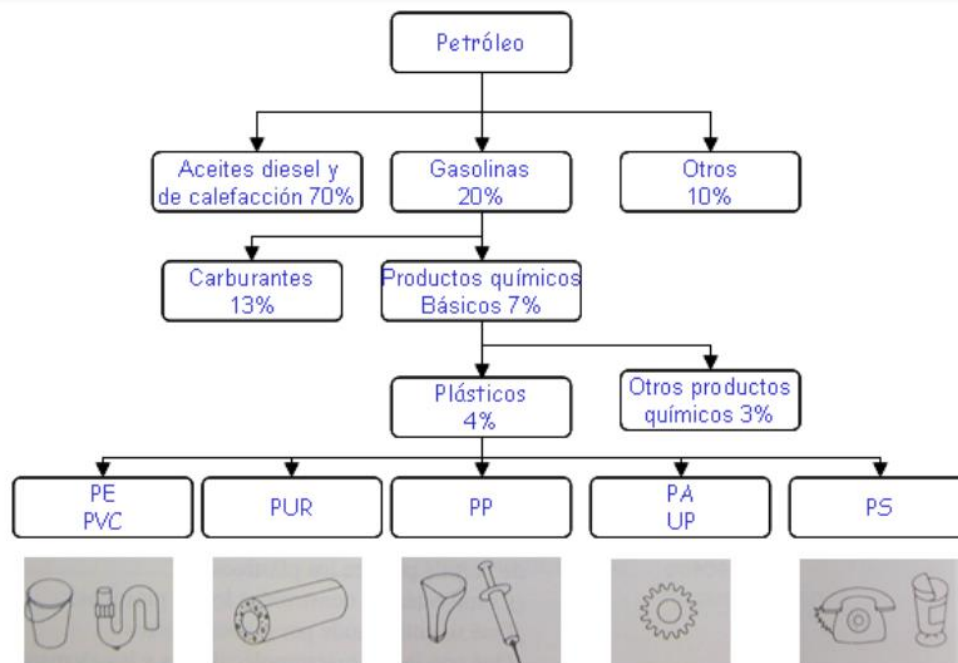 Petróleo
Aceites diesel y
de calefacción 70%
Gasolinas
20%
Otros
10%
Carburantes
13%
Productos químicos
Básicos 7%
Plásticos
4%
Otros productos
químicos 3%
PE
PVC
PUR
PP
PA
UP
PS